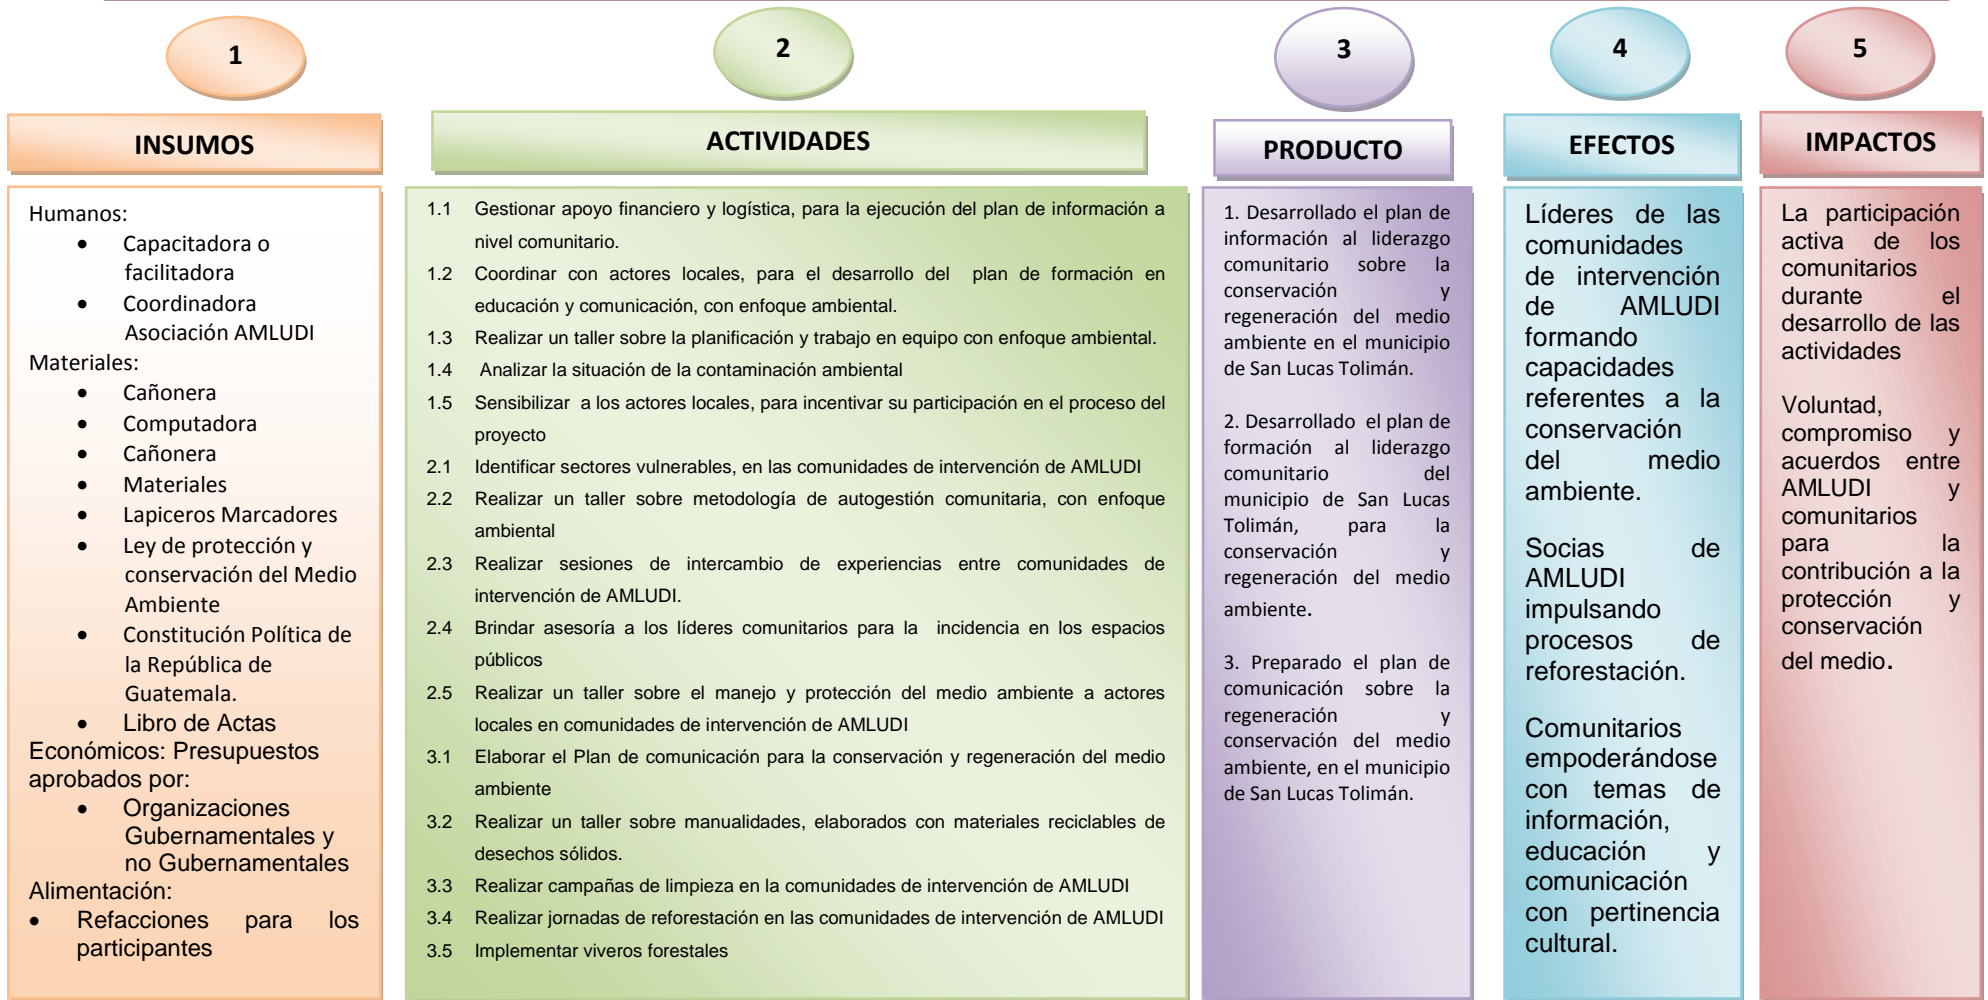 1
INSUMOS
Humanos:
• Capacitadora o
facilitadora
• Coordinadora
Asociación AMLUDI
Materiales:
• Cañonera
• Computadora
• Cañonera
• Materiales
• Lapiceros Marcadores
• Ley de protección y
conservación del Medio
Ambiente
• Constitución Política de
la República de
Guatemala.
• Libro de Actas
Económicos: Presupuestos
aprobados por:
• Organizaciones
Gubernamentales y
no Gubernamentales
Alimentación:
• Refacciones para los
participantes
2
ACTIVIDADES
1.1 Gestionar apoyo financiero y logística, para la ejecución del plan de información a
nivel comunitario.
1.2 Coordinar con actores locales, para el desarrollo del plan de formación en
educación y comunicación, con enfoque ambiental.
1.3 Realizar un taller sobre la planificación y trabajo en equipo con enfoque ambiental.
1.4 Analizar la situación de la contaminación ambiental
1.5 Sensibilizar a los actores locales, para incentivar su participación en el proceso del
proyecto
2.1 Identificar sectores vulnerables, en las comunidades de intervención de AMLUDI
2.2 Realizar un taller sobre metodología de autogestión comunitaria, con enfoque
ambiental
2.3 Realizar sesiones de intercambio de experiencias entre comunidades de
intervención de AMLUDI.
2.4 Brindar asesoría a los líderes comunitarios para la incidencia en los espacios
públicos
2.5 Realizar un taller sobre el manejo y protección del medio ambiente a actores
locales en comunidades de intervención de AMLUDI
3.1 Elaborar el Plan de comunicación para la conservación y regeneración del medio
ambiente
3.2 Realizar un taller sobre manualidades, elaborados con materiales reciclables de
desechos sólidos.
3.3 Realizar campañas de limpieza en la comunidades de intervención de AMLUDI
3.4 Realizar jornadas de reforestación en las comunidades de intervención de AMLUDI
3.5 Implementar viveros forestales
3
PRODUCTO
1. Desarrollado el plan de
información al liderazgo
comunitario sobre la
conservación y
regeneración del medio
ambiente en el municipio
de San Lucas Tolimán.
2. Desarrollado el plan de
formación al liderazgo
comunitario del
municipio de San Lucas
Tolimán, para la
conservación y
regeneración del medio
ambiente.
3. Preparado el plan de
comunicación sobre la
regeneración y
conservación del medio
ambiente, en el municipio
de San Lucas Tolimán.
4
EFECTOS
Líderes de las
comunidades
de intervención
de AMLUDI
formando
capacidades
referentes a la
conservación
del medio
ambiente.
Socias de
AMLUDI
impulsando
procesos de
reforestación.
Comunitarios
empoderándose
con temas de
información,
educación y
comunicación
con pertinencia
cultural.
5
IMPACTOS
La participación
activa de los
comunitarios
durante el
desarrollo de las
actividades
Voluntad,
compromiso y
acuerdos entre
AMLUDI y
comunitarios
para la
contribución a la
protección y
conservación
del medio.